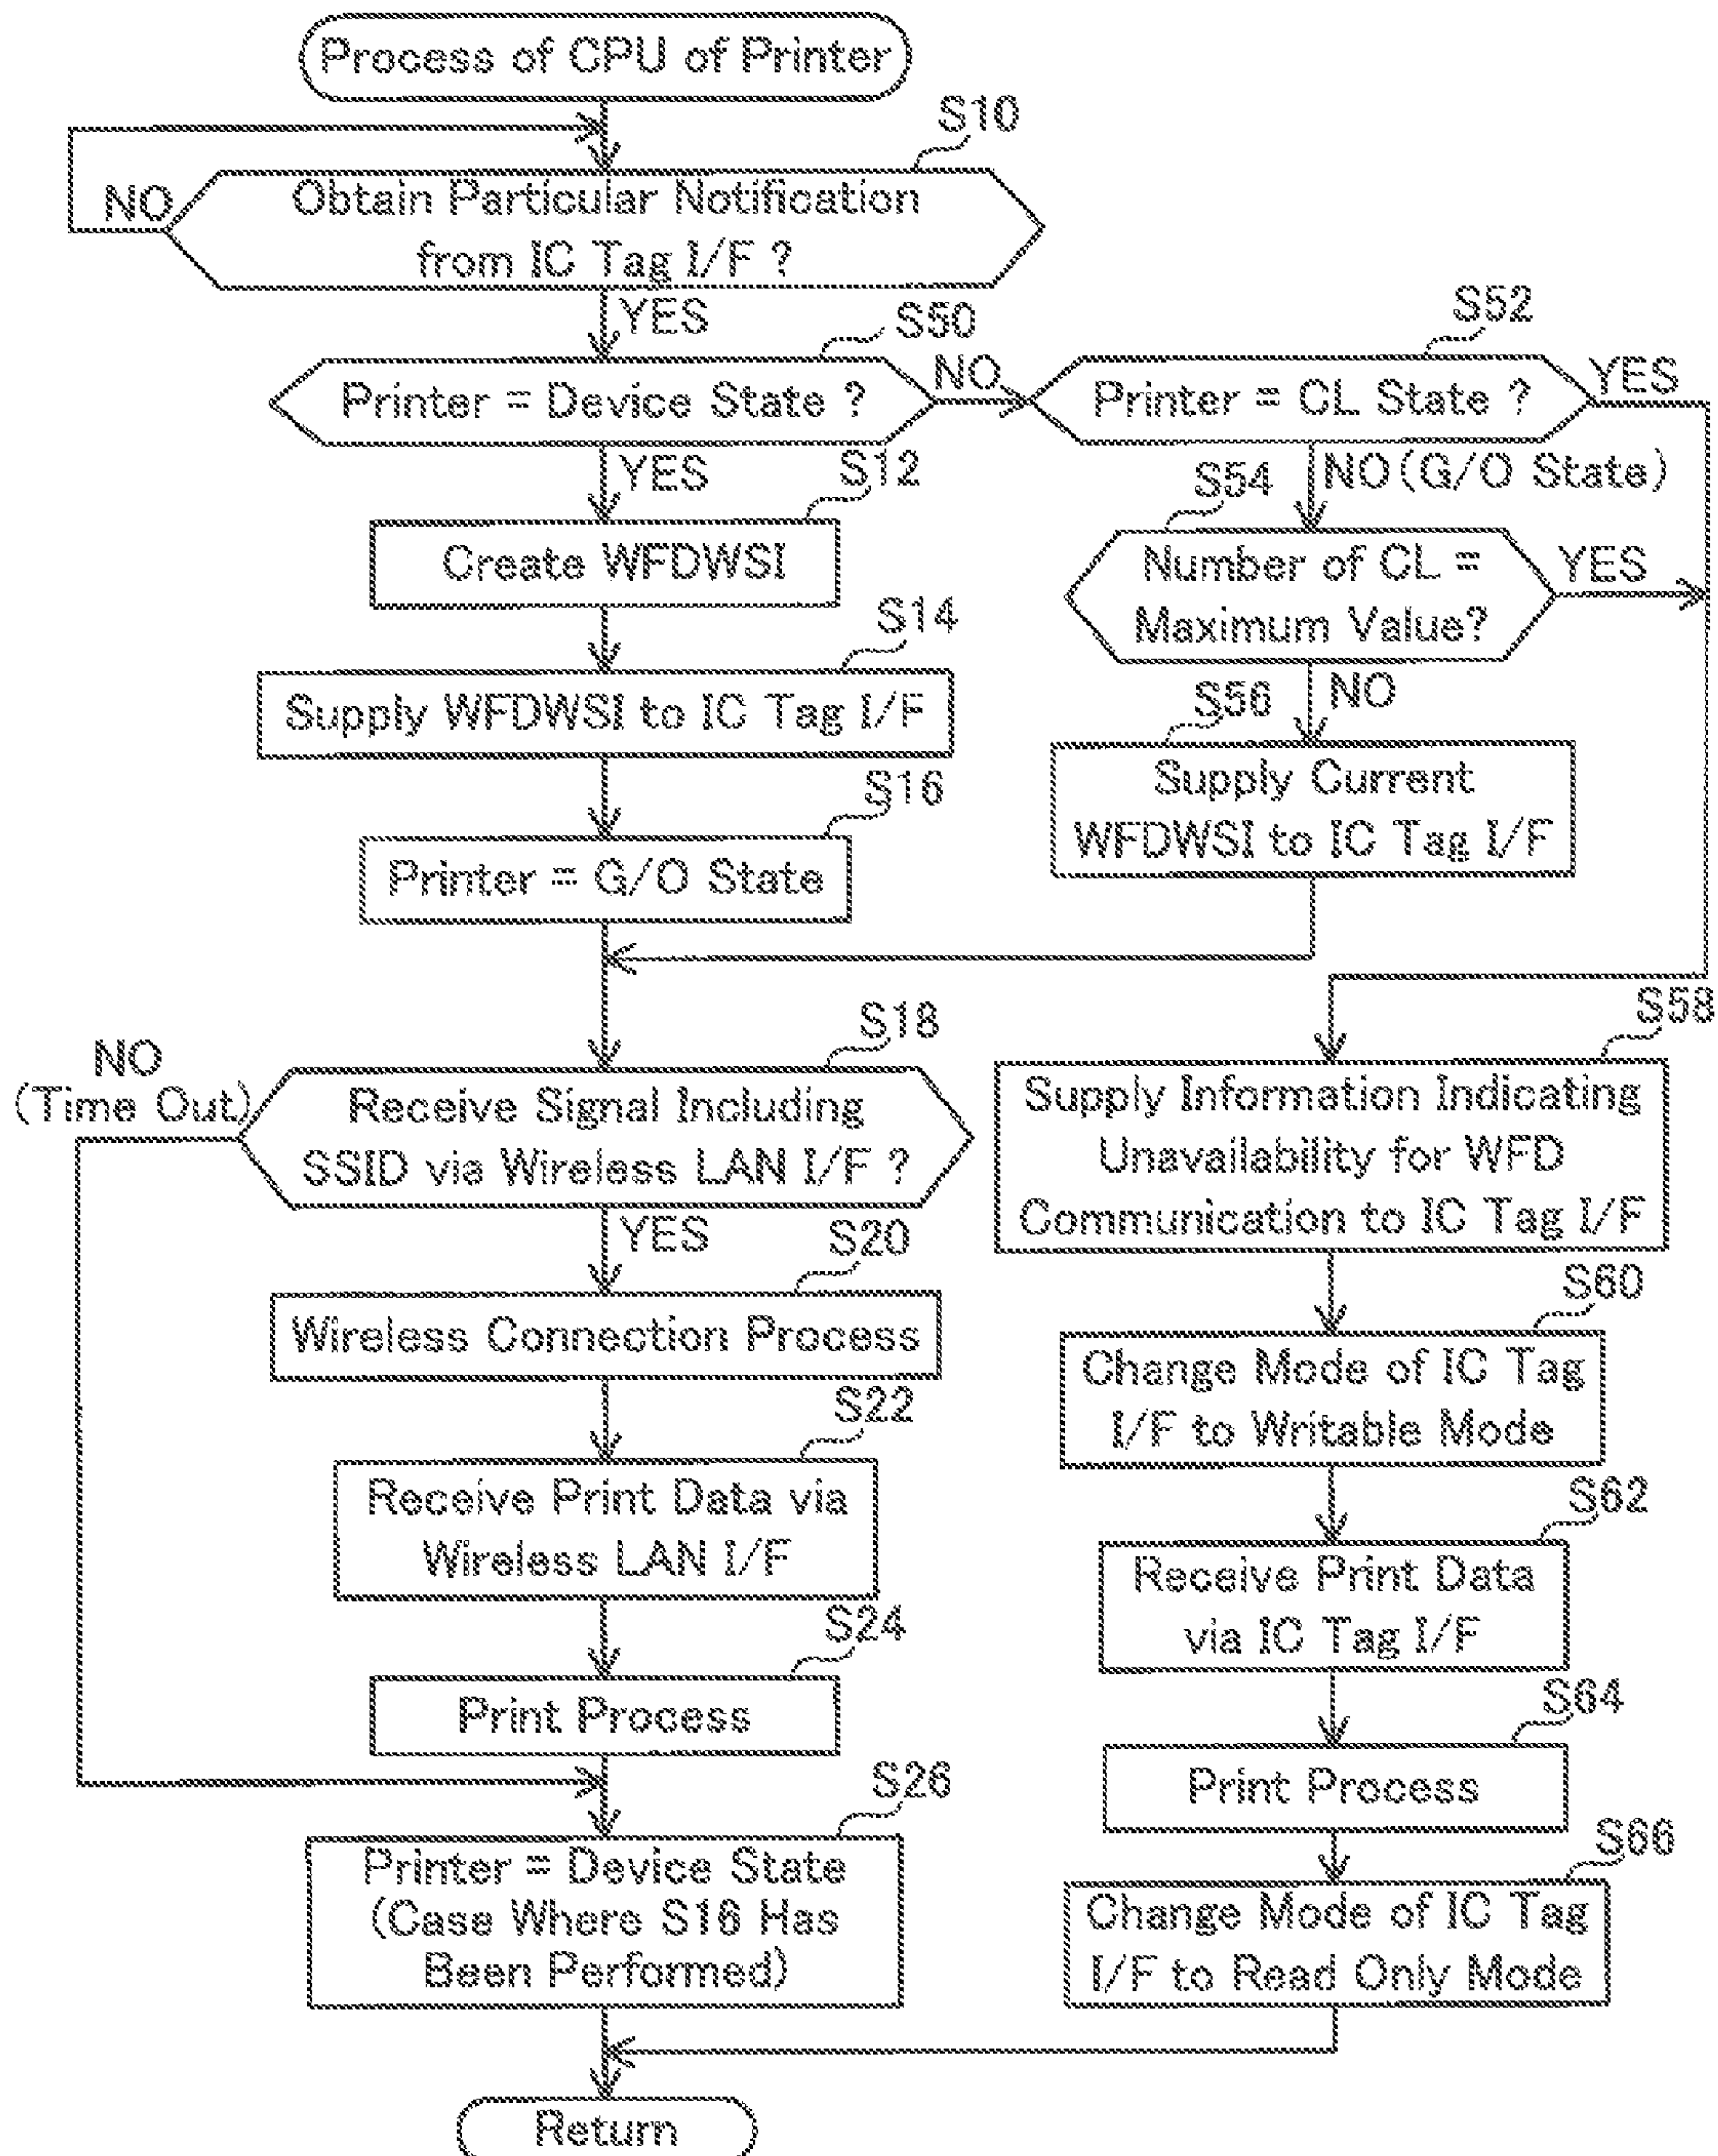 Process of CPU of Printer
S10
NO
Obtain Particular Notification
from IC Tag I/F ?
YES
S50
Printer = Device State ?
NO
S52
Printer = CL State ?
YES
YES
S12
Create WFDWSI
NO(G/O State)
S54
Number of CL =
Maximum Value?
YES
S14
Supply WFDWSI to IC Tag I/F
NO
S56
Supply Current
WFDWSI to IC Tag I/F
S16
Printer = G/O State
S18
NO
(Time Out)
Receive Signal Including
SSID via Wireless LAN I/F ?
YES
S20
Wireless Connection Process
S22
Receive Print Data via
Wireless LAN I/F
S24
Print Process
S26
Printer = Device State
(Case Where S16 Has
Been Performed)
S58
Supply Information Indicating
Unavailability for WFD
Communication to IC Tag I/F
S60
Change Mode of IC Tag
I/F to Writable Mode
S62
Receive Print Data
via IC Tag I/F
S64
Print Process
S66
Change Mode of IC Tag
I/F to Read Only Mode
Return